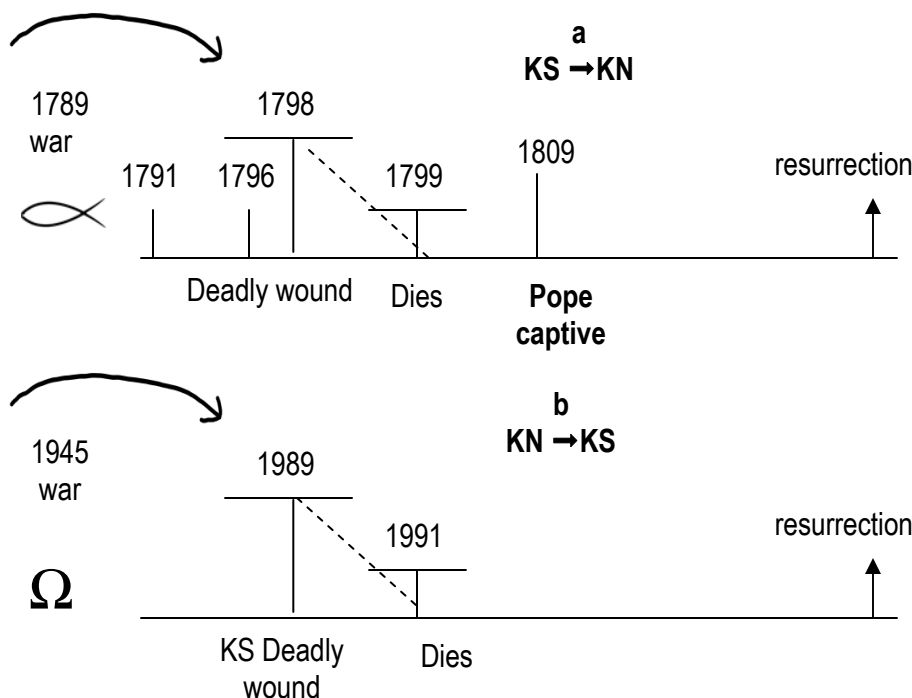 a
KS → KN
1789
war
1798
1791
1796
1799
1809
resurrection
Deadly wound
Dies
Pope
captive
b
KN → KS
1945
war
1989
1991
resurrection
Ω
KS Deadly
wound
Dies